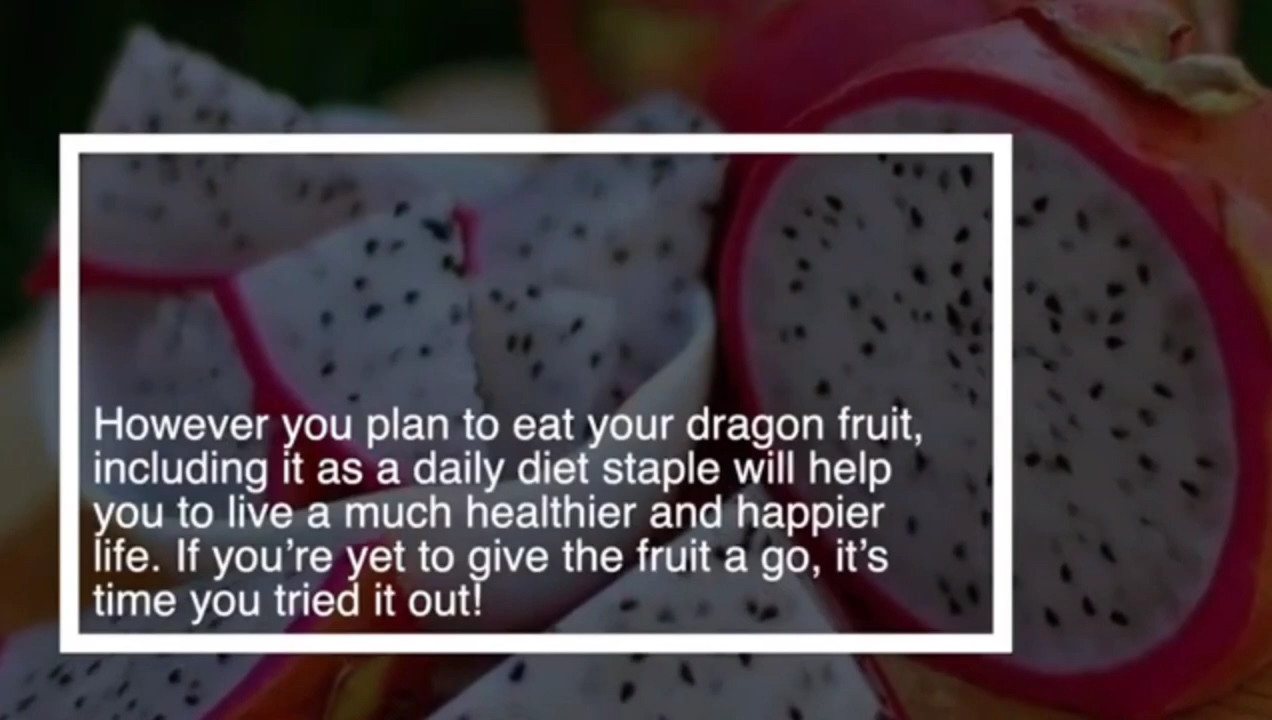 However you plan to eat your dragon fruit,
including it as a daily diet staple will help
you to live a much healthier and happier
life. If you’re yet to give the fruit a go, it’s
time you tried it out!